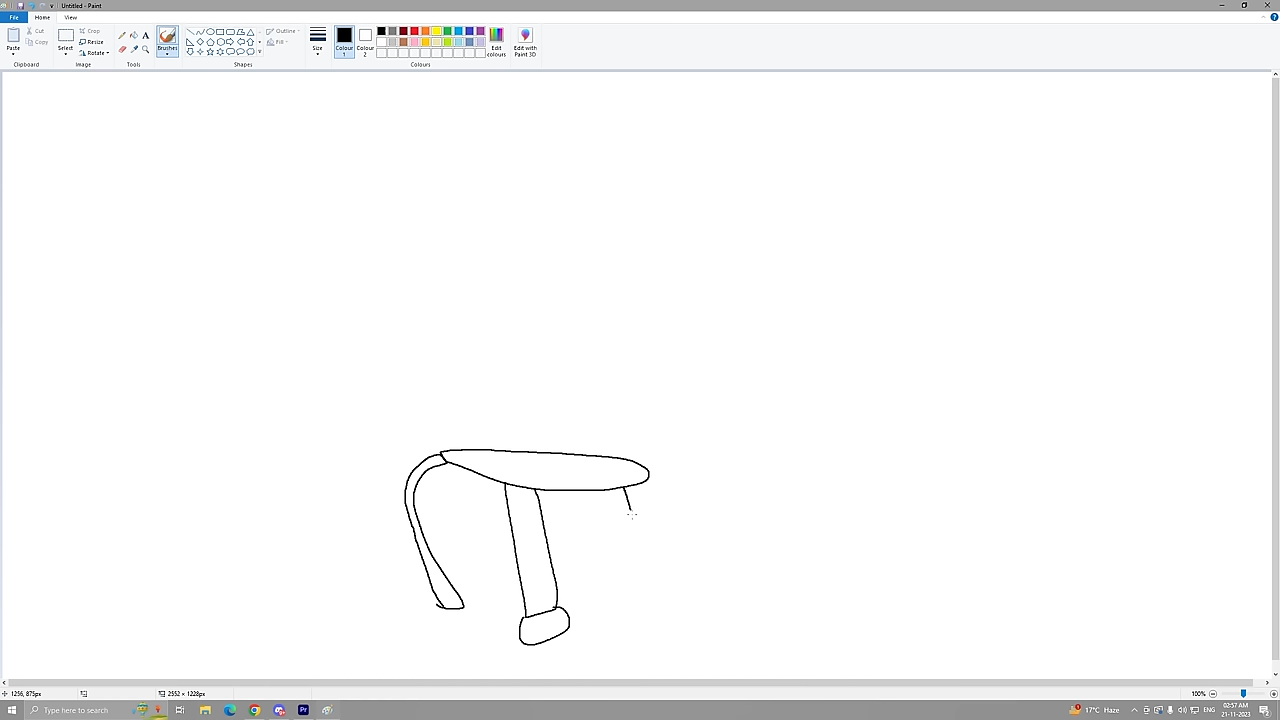 Untitled - Paint
File Home View
Paste Cut Copy Select Crop Resize Rotate Brushes Outline Fill Size Colour 1 Colour 2 Edit colours Edit with Paint 3D
Clipboard Image Tools Shapes Colours
1256, 875px 2552 × 1228px 100%
Type here to search Pr 17°C Haze ENG 02:57 AM
21-11-2023